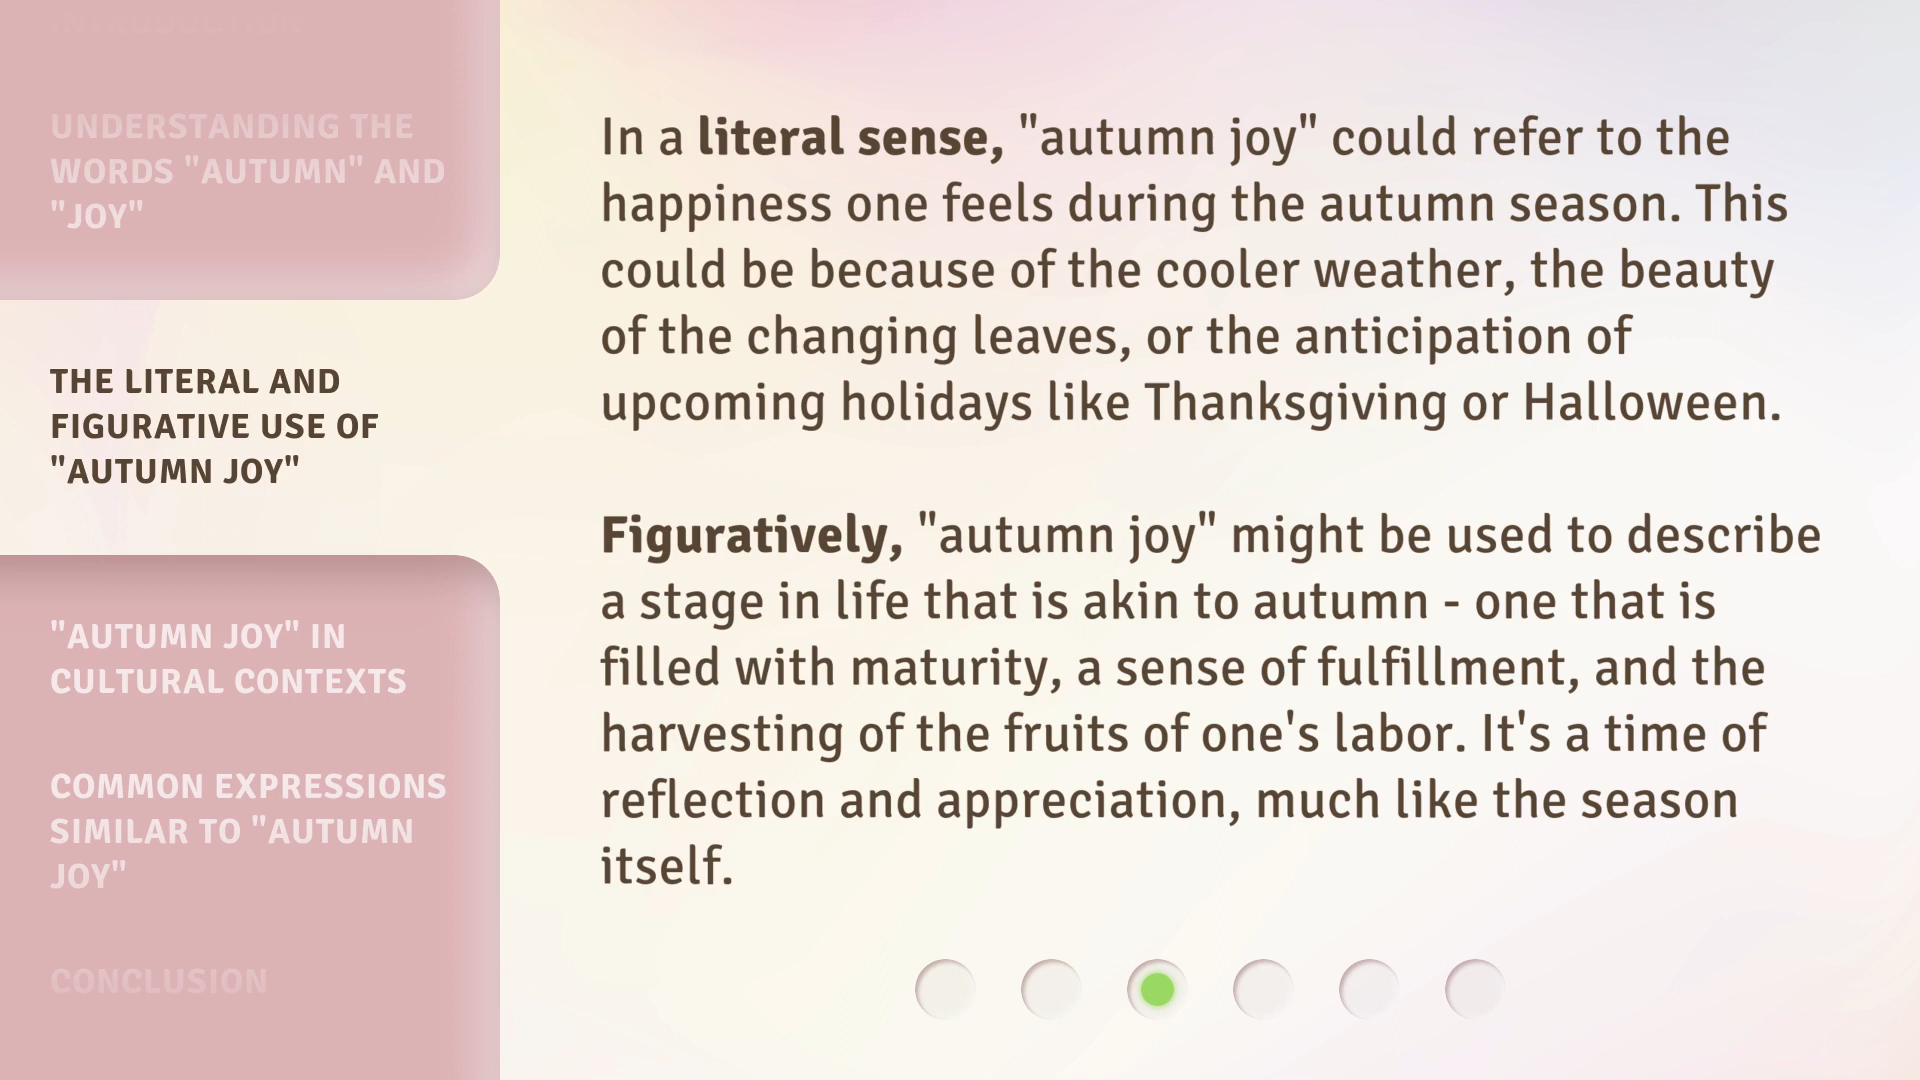 INTRODUCTION
UNDERSTANDING THE
WORDS "AUTUMN" AND
"JOY"
THE LITERAL AND
FIGURATIVE USE OF
"AUTUMN JOY"
"AUTUMN JOY" IN
CULTURAL CONTEXTS
COMMON EXPRESSIONS
SIMILAR TO "AUTUMN
JOY"
CONCLUSION
In a literal sense, "autumn joy" could refer to the
happiness one feels during the autumn season. This
could be because of the cooler weather, the beauty
of the changing leaves, or the anticipation of
upcoming holidays like Thanksgiving or Halloween.
Figuratively, "autumn joy" might be used to describe
a stage in life that is akin to autumn - one that is
filled with maturity, a sense of fulfillment, and the
harvesting of the fruits of one's labor. It's a time of
reflection and appreciation, much like the season
itself.